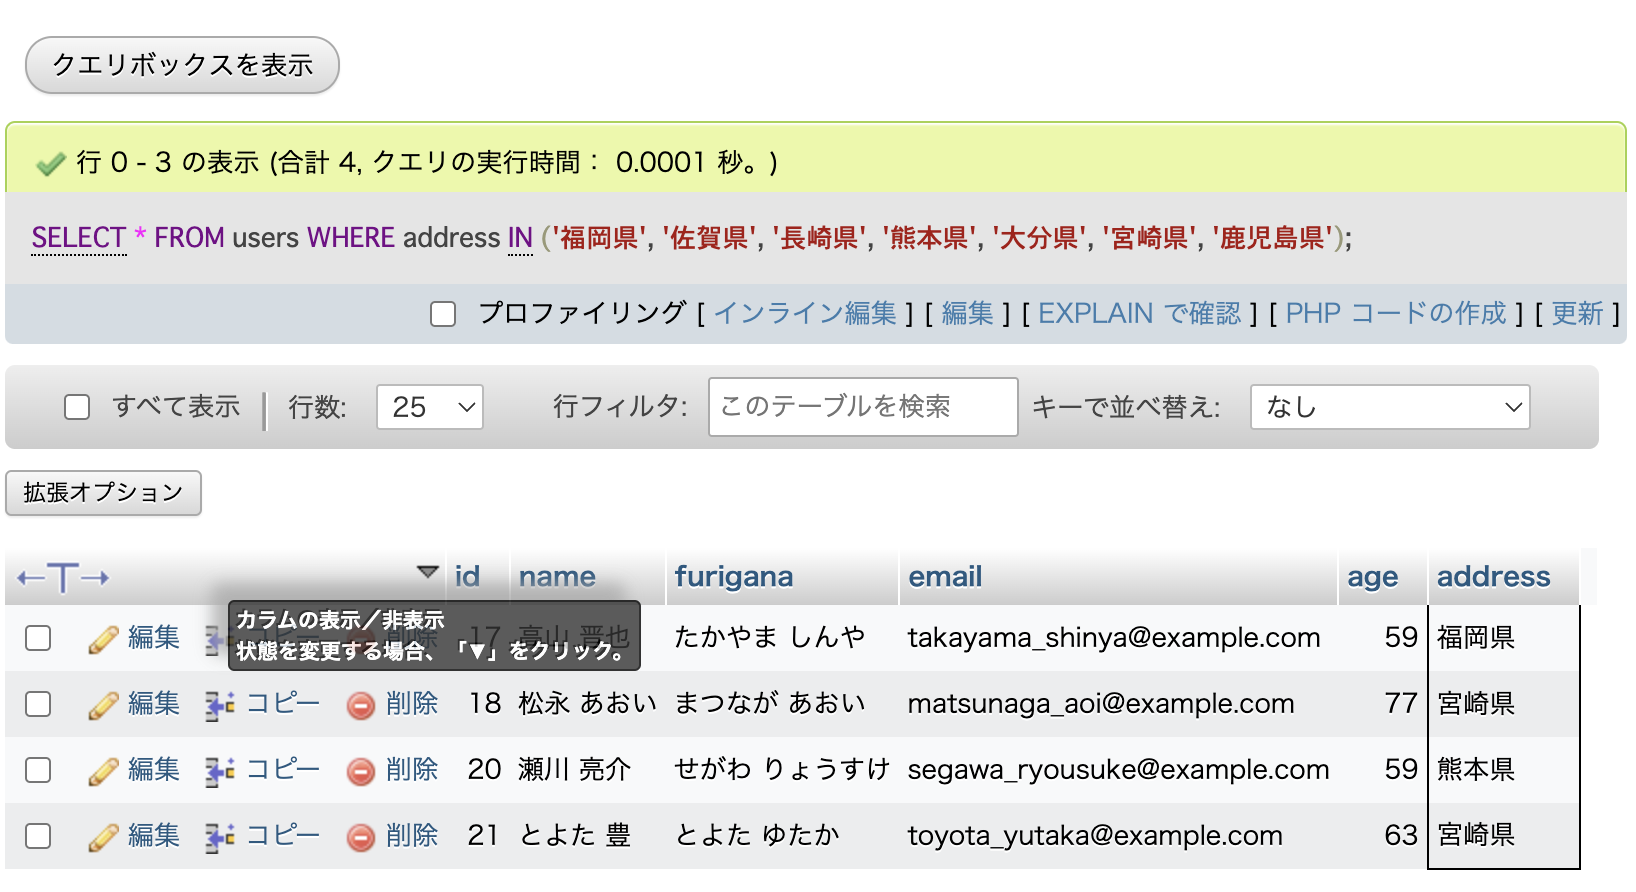 クエリボックスを表示
行 0 - 3 の表示 (合計 4, クエリの実行時間： 0.0001 秒。)
SELECT * FROM users WHERE address IN ('福岡県', '佐賀県', '長崎県', '熊本県', '大分県', '宮崎県', '鹿児島県');
プロファイリング [ インライン編集 ] [ 編集 ] [ EXPLAIN で確認 ] [ PHP コードの作成 ] [ 更新 ]
すべて表示 行数: 25 行フィルタ: このテーブルを検索 キーで並べ替え: なし
拡張オプション
←T→ ▼ id name furigana email age address
カラムの表示／非表示
状態を変更する場合、「▼」をクリック。
編集 コピー 削除 17 高山 晋也 たかやま しんや takayama_shinya@example.com 59 福岡県
編集 コピー 削除 18 松永 あおい まつなが あおい matsunaga_aoi@example.com 77 宮崎県
編集 コピー 削除 20 瀬川 亮介 せがわ りょうすけ segawa_ryousuke@example.com 59 熊本県
編集 コピー 削除 21 とよた 豊 とよた ゆたか toyota_yutaka@example.com 63 宮崎県